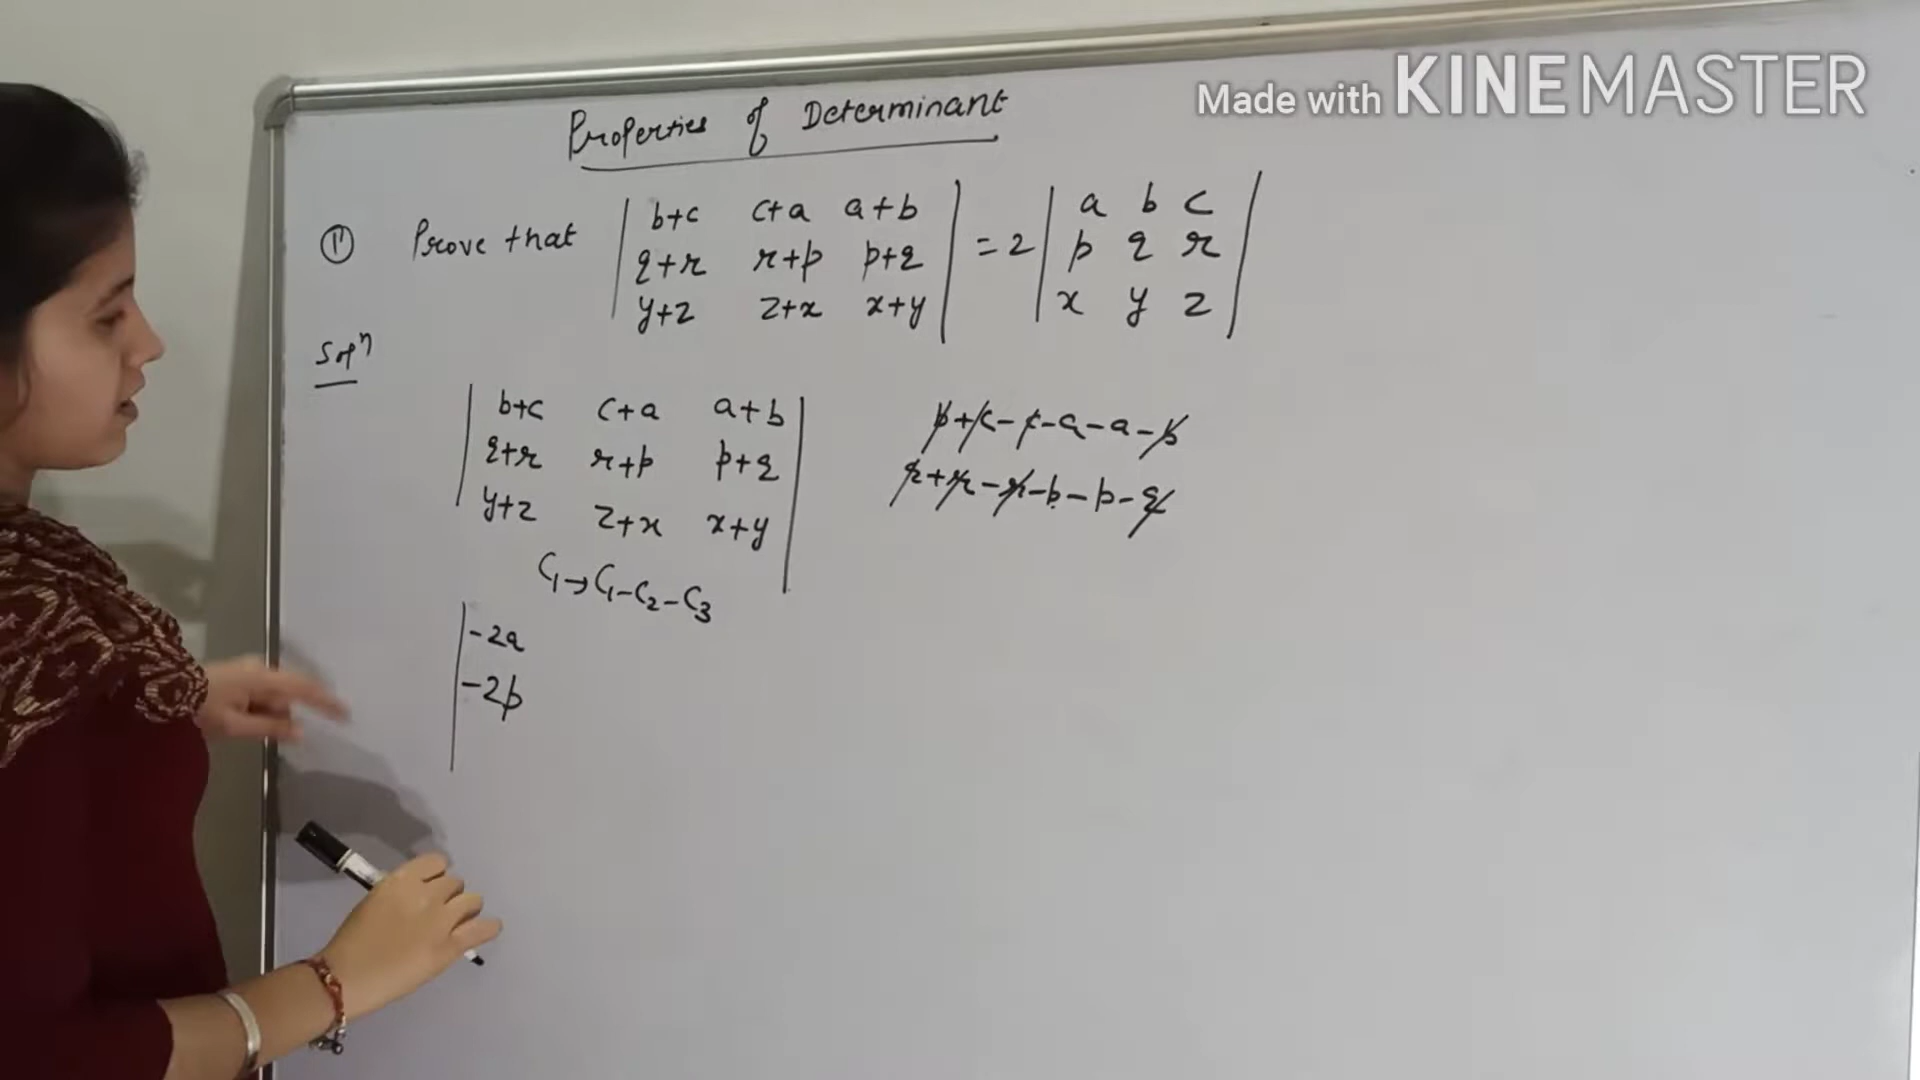 Made with KINEMASTER
Properties of Determinant
① Prove that | b+c c+a a+b | = 2 | a b c |
| q+r r+p p+q | | p q r |
| y+z z+x x+y | | x y z |
Solⁿ
| b+c c+a a+b |
| q+r r+p p+q |
| y+z z+x x+y |
b+c-c-a-a-b
q+r-r-p-p-q
C₁→C₁-C₂-C₃
| -2a
| -2p